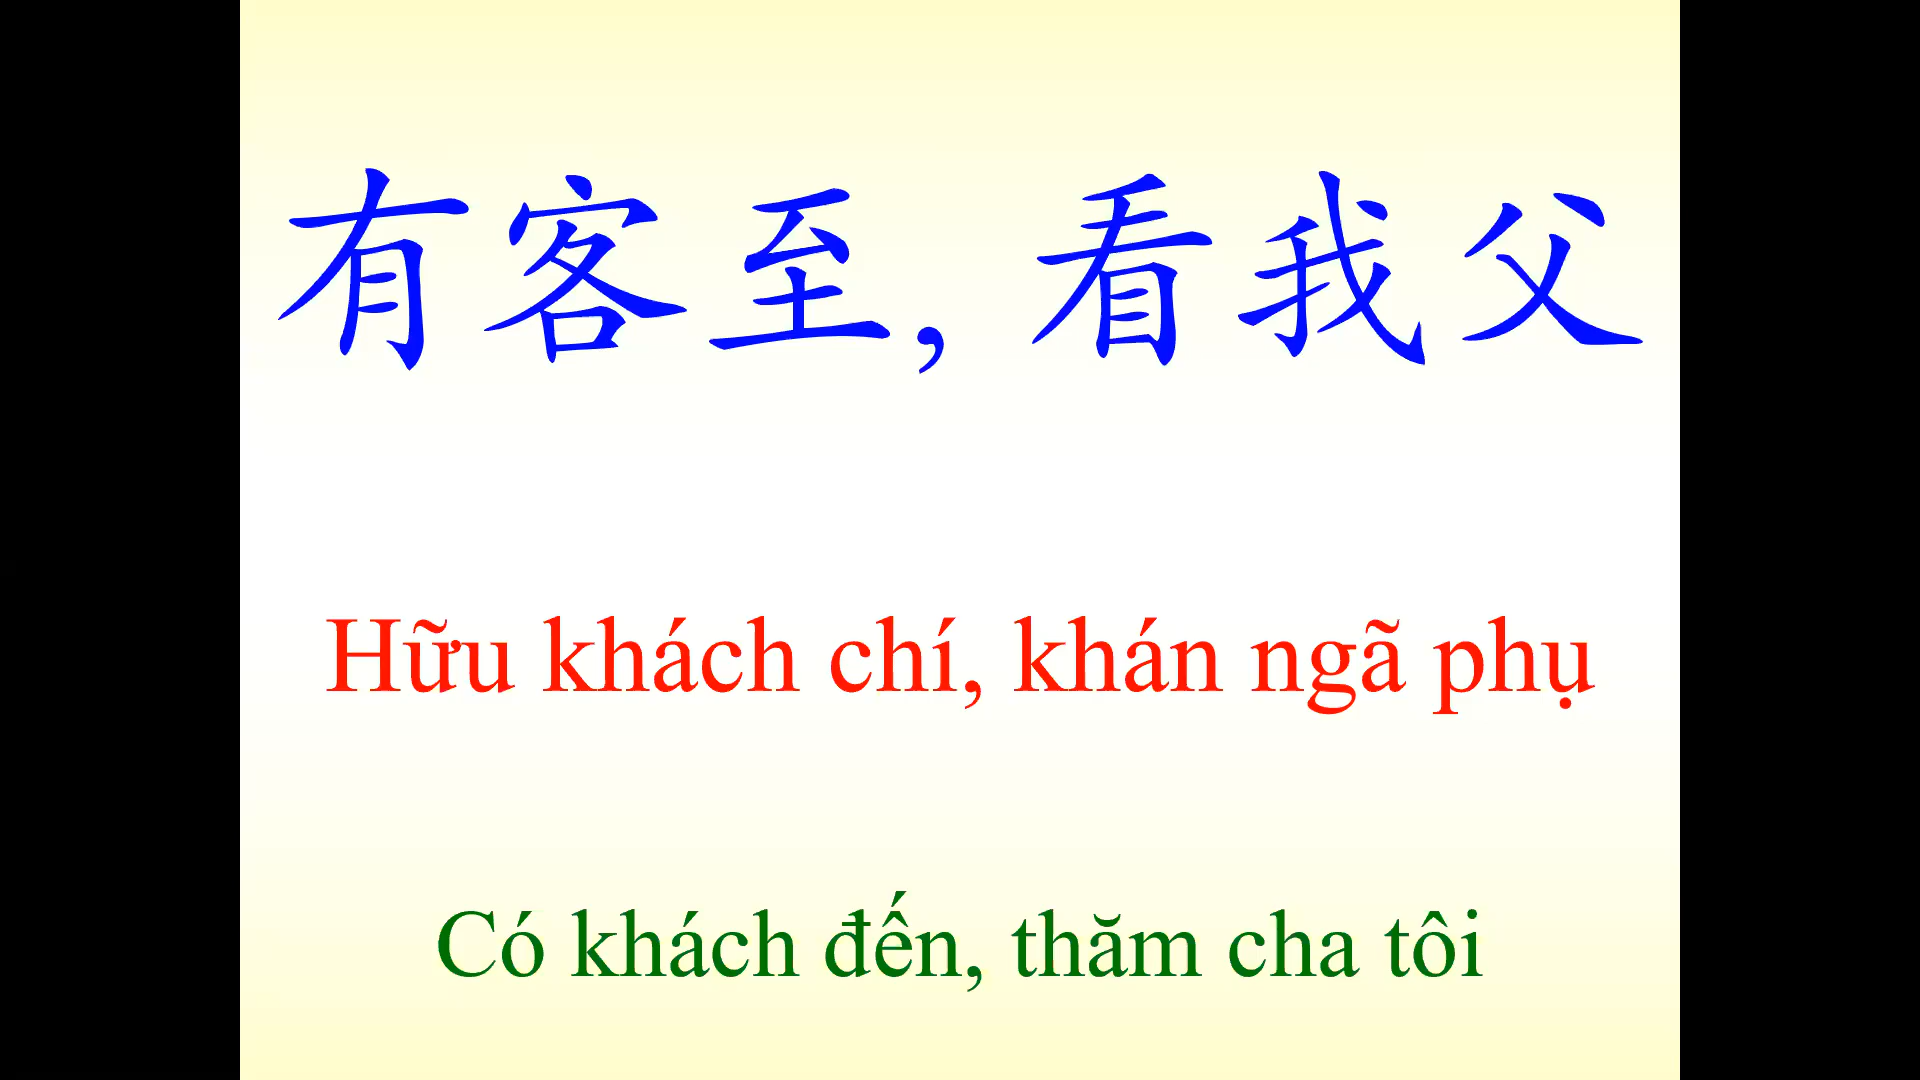 有客至, 看我父
Hữu khách chí, khán ngã phụ
Có khách đến, thăm cha tôi